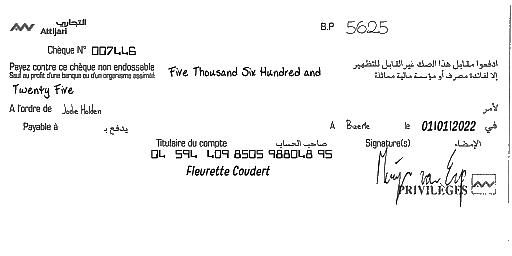 التجاري
Attijari
B.P 5625
Chèque N° 007446
Payez contre ce chèque non endossable
Sauf au profit d'une banque ou d'un organisme assimilé
Five Thousand Six Hundred and
ادفعوا مقابل هذا الصك غير القابل للتظهير
إلا لفائدة مصرف أو مؤسسة مالية مماثلة
Twenty Five
A l'ordre de Jodie Holden
لأمر
Payable à يدفع بـ
A Bizerte le 01/01/2022 في
Titulaire du compte صاحب الحساب
Signature(s) الإمضاء
04 594 409 8505 988048 95
Fleurette Coudert
PRIVILÈGES